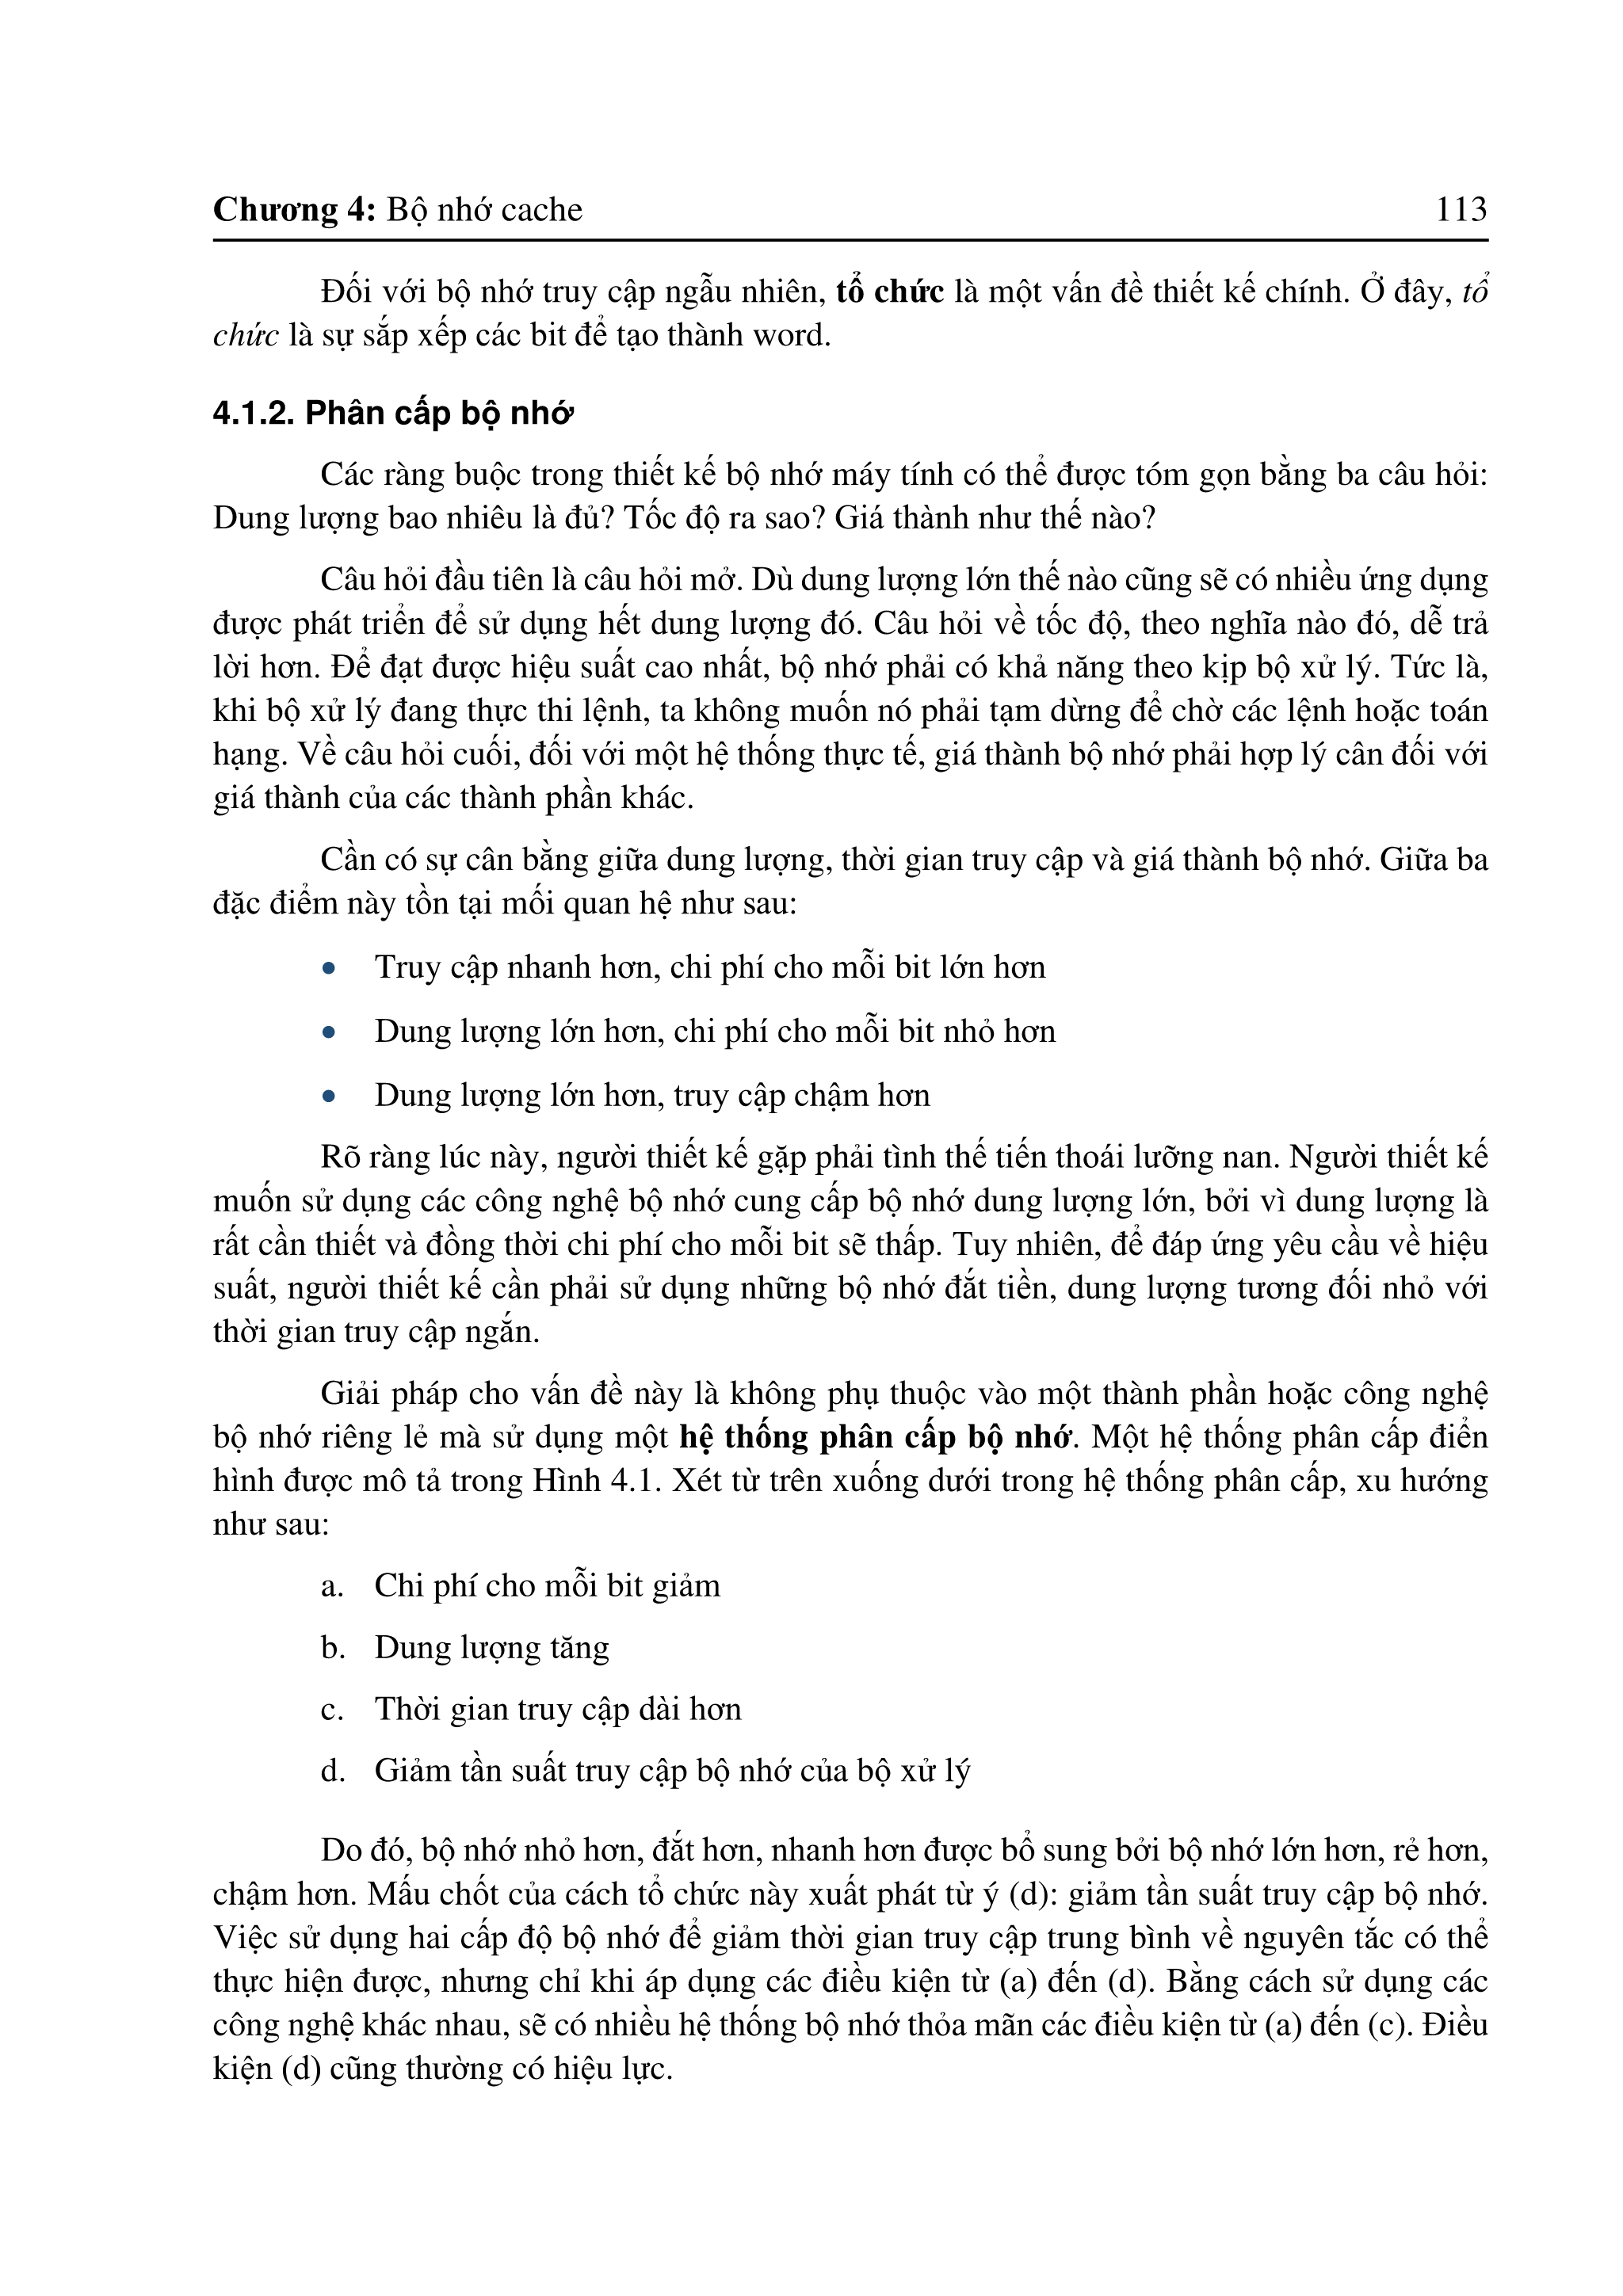 Chương 4: Bộ nhớ cache 113
Đối với bộ nhớ truy cập ngẫu nhiên, tổ chức là một vấn đề thiết kế chính. Ở đây, tổ
chức là sự sắp xếp các bit để tạo thành word.
4.1.2. Phân cấp bộ nhớ
Các ràng buộc trong thiết kế bộ nhớ máy tính có thể được tóm gọn bằng ba câu hỏi:
Dung lượng bao nhiêu là đủ? Tốc độ ra sao? Giá thành như thế nào?
Câu hỏi đầu tiên là câu hỏi mở. Dù dung lượng lớn thế nào cũng sẽ có nhiều ứng dụng
được phát triển để sử dụng hết dung lượng đó. Câu hỏi về tốc độ, theo nghĩa nào đó, dễ trả
lời hơn. Để đạt được hiệu suất cao nhất, bộ nhớ phải có khả năng theo kịp bộ xử lý. Tức là,
khi bộ xử lý đang thực thi lệnh, ta không muốn nó phải tạm dừng để chờ các lệnh hoặc toán
hạng. Về câu hỏi cuối, đối với một hệ thống thực tế, giá thành bộ nhớ phải hợp lý cân đối với
giá thành của các thành phần khác.
Cần có sự cân bằng giữa dung lượng, thời gian truy cập và giá thành bộ nhớ. Giữa ba
đặc điểm này tồn tại mối quan hệ như sau:
• Truy cập nhanh hơn, chi phí cho mỗi bit lớn hơn
• Dung lượng lớn hơn, chi phí cho mỗi bit nhỏ hơn
• Dung lượng lớn hơn, truy cập chậm hơn
Rõ ràng lúc này, người thiết kế gặp phải tình thế tiến thoái lưỡng nan. Người thiết kế
muốn sử dụng các công nghệ bộ nhớ cung cấp bộ nhớ dung lượng lớn, bởi vì dung lượng là
rất cần thiết và đồng thời chi phí cho mỗi bit sẽ thấp. Tuy nhiên, để đáp ứng yêu cầu về hiệu
suất, người thiết kế cần phải sử dụng những bộ nhớ đắt tiền, dung lượng tương đối nhỏ với
thời gian truy cập ngắn.
Giải pháp cho vấn đề này là không phụ thuộc vào một thành phần hoặc công nghệ
bộ nhớ riêng lẻ mà sử dụng một hệ thống phân cấp bộ nhớ. Một hệ thống phân cấp điển
hình được mô tả trong Hình 4.1. Xét từ trên xuống dưới trong hệ thống phân cấp, xu hướng
như sau:
a. Chi phí cho mỗi bit giảm
b. Dung lượng tăng
c. Thời gian truy cập dài hơn
d. Giảm tần suất truy cập bộ nhớ của bộ xử lý
Do đó, bộ nhớ nhỏ hơn, đắt hơn, nhanh hơn được bổ sung bởi bộ nhớ lớn hơn, rẻ hơn,
chậm hơn. Mấu chốt của cách tổ chức này xuất phát từ ý (d): giảm tần suất truy cập bộ nhớ.
Việc sử dụng hai cấp độ bộ nhớ để giảm thời gian truy cập trung bình về nguyên tắc có thể
thực hiện được, nhưng chỉ khi áp dụng các điều kiện từ (a) đến (d). Bằng cách sử dụng các
công nghệ khác nhau, sẽ có nhiều hệ thống bộ nhớ thỏa mãn các điều kiện từ (a) đến (c). Điều
kiện (d) cũng thường có hiệu lực.